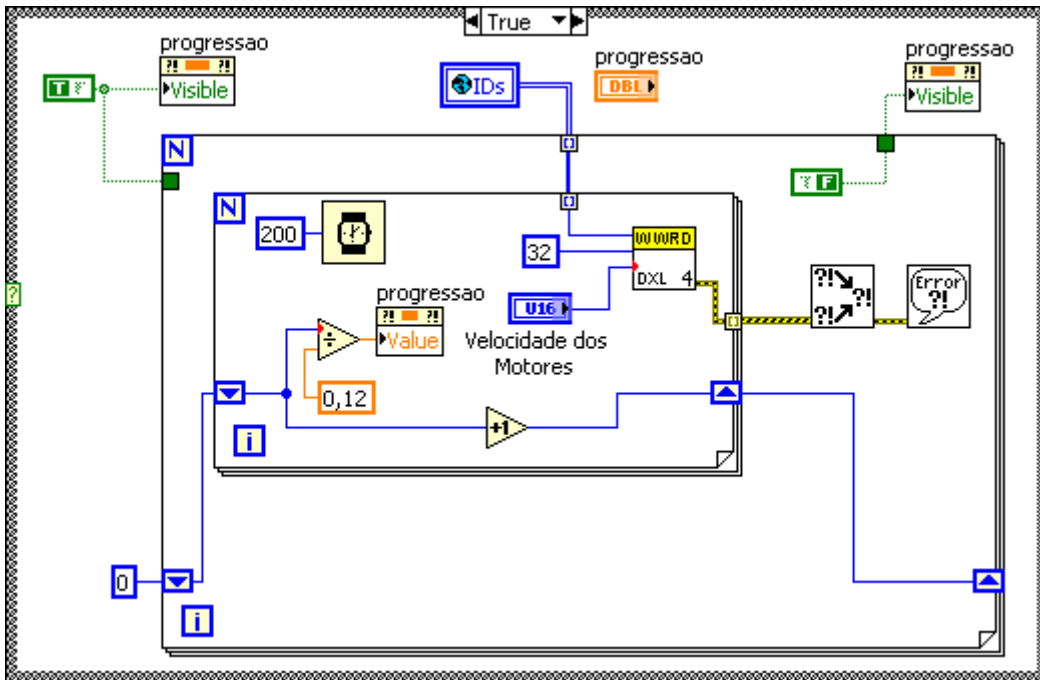 True
progressao
?! ?!
Visible
T
IDs
progressao
DBL
progressao
?! ?!
Visible
N
F
N
200
32
WWRD
DXL 4
U16
Velocidade dos
Motores
?!
?!
?!
Error
?!
progressao
?! ?!
Value
÷
0,12
+1
i
0
i
?